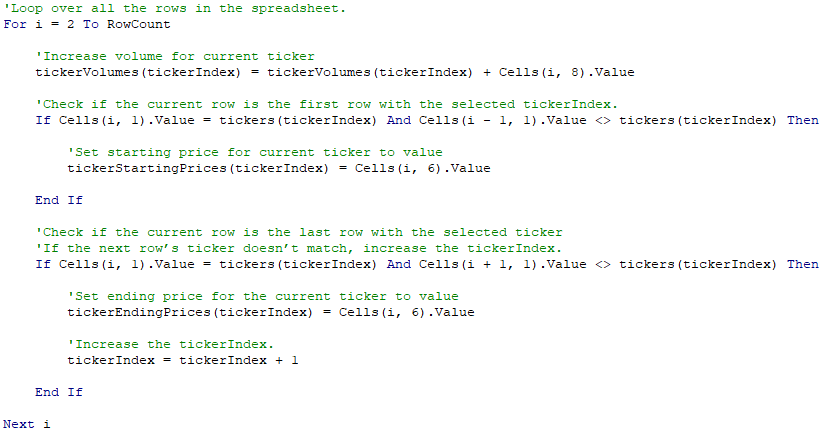 'Loop over all the rows in the spreadsheet.
For i = 2 To RowCount
'Increase volume for current ticker
tickerVolumes(tickerIndex) = tickerVolumes(tickerIndex) + Cells(i, 8).Value
'Check if the current row is the first row with the selected tickerIndex.
If Cells(i, 1).Value = tickers(tickerIndex) And Cells(i - 1, 1).Value <> tickers(tickerIndex) Then
'Set starting price for current ticker to value
tickerStartingPrices(tickerIndex) = Cells(i, 6).Value
End If
'Check if the current row is the last row with the selected ticker
'If the next row’s ticker doesn’t match, increase the tickerIndex.
If Cells(i, 1).Value = tickers(tickerIndex) And Cells(i + 1, 1).Value <> tickers(tickerIndex) Then
'Set ending price for the current ticker to value
tickerEndingPrices(tickerIndex) = Cells(i, 6).Value
'Increase the tickerIndex.
tickerIndex = tickerIndex + 1
End If
Next i